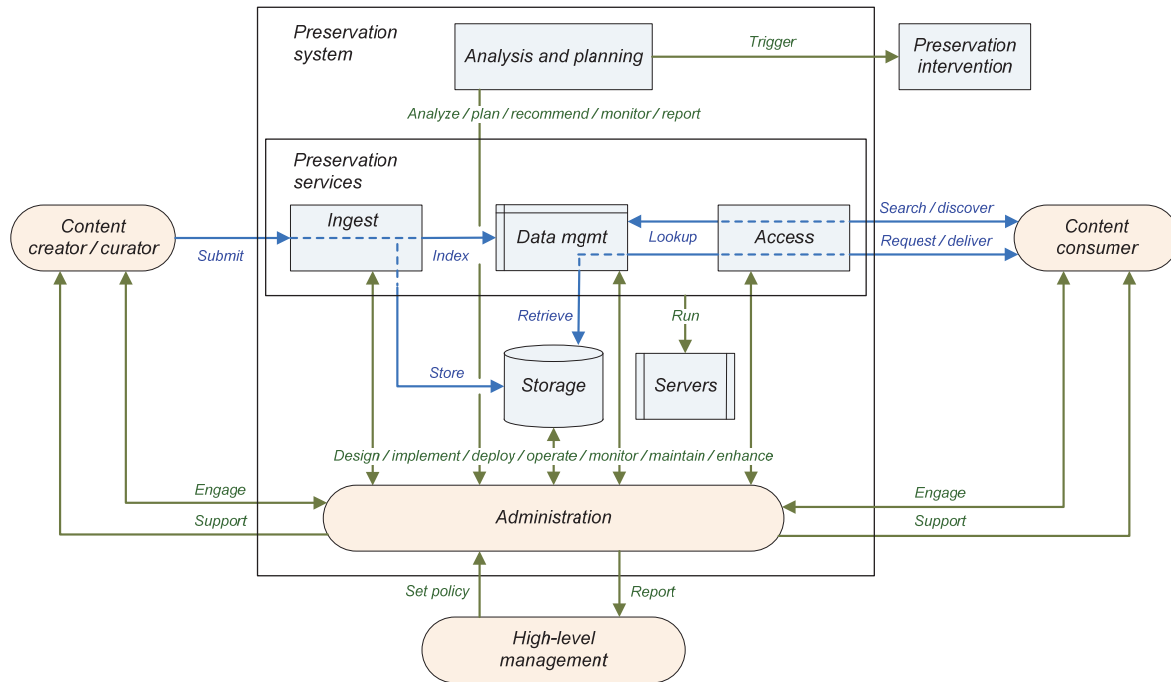 Preservation
system
Analysis and planning
Trigger
Preservation
intervention
Analyze / plan / recommend / monitor / report
Preservation
services
Content
creator / curator
Submit
Ingest
Index
Data mgmt
Lookup
Access
Search / discover
Request / deliver
Content
consumer
Retrieve
Run
Store
Storage
Servers
Design / implement / deploy / operate / monitor / maintain / enhance
Engage
Support
Administration
Engage
Support
Set policy
Report
High-level
management